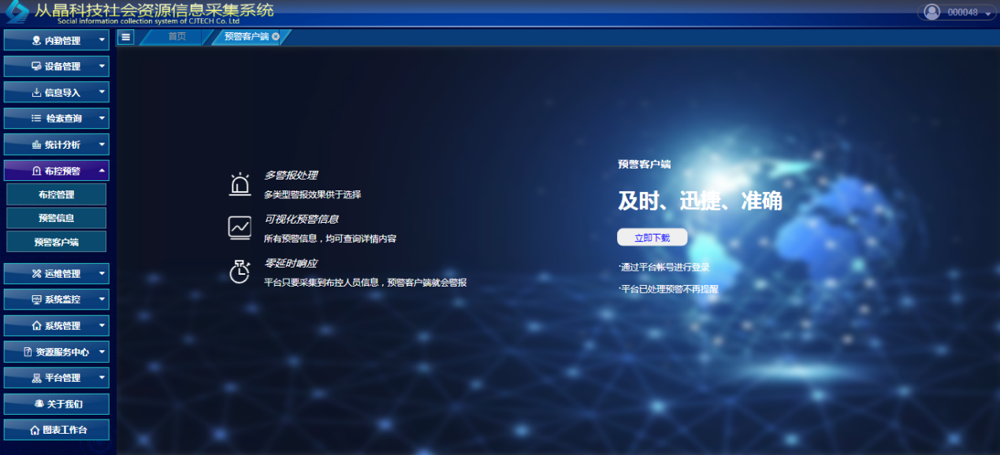 从晶科技社会资源信息采集系统
Social information collection system of CJTECH Co. Ltd
000048
首页
预警客户端
内勤管理
设备管理
信息导入
检索查询
统计分析
布控预警
布控管理
预警信息
预警客户端
运维管理
系统监控
系统管理
资源服务中心
平台管理
关于我们
图表工作台
多警报处理
多类型警报效果供于选择
可视化预警信息
所有预警信息，均可查询详情内容
零延时响应
平台只要采集到布控人员信息，预警客户端就会警报
预警客户端
及时、迅捷、准确
立即下载
·通过平台帐号进行登录
·平台已处理预警不再提醒